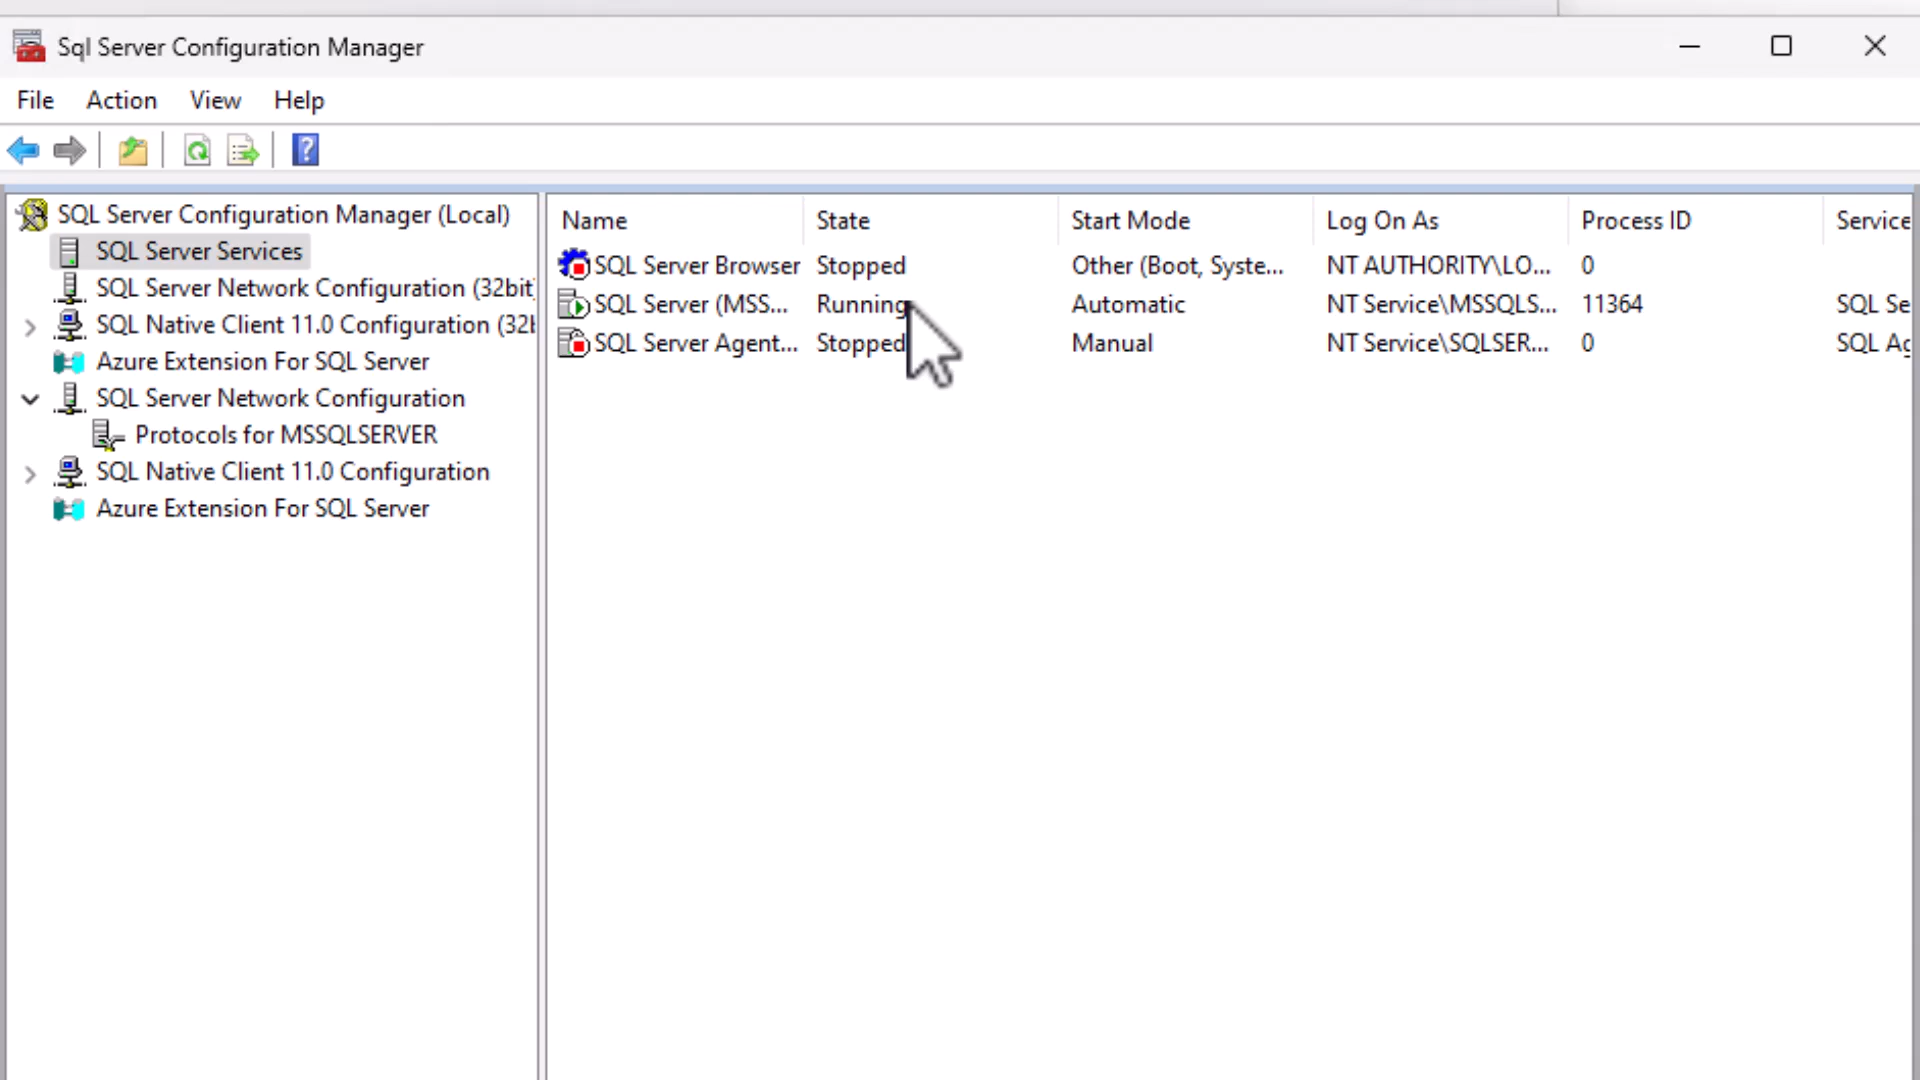 Sql Server Configuration Manager
File Action View Help
SQL Server Configuration Manager (Local)
SQL Server Services
SQL Server Network Configuration (32bit
SQL Native Client 11.0 Configuration (32
Azure Extension For SQL Server
SQL Server Network Configuration
Protocols for MSSQLSERVER
SQL Native Client 11.0 Configuration
Azure Extension For SQL Server
Name State Start Mode Log On As Process ID Service
SQL Server Browser Stopped Other (Boot, Syste... NT AUTHORITY\LO... 0
SQL Server (MSS... Running Automatic NT Service\MSSQLS... 11364 SQL Se
SQL Server Agent... Stopped Manual NT Service\SQLSER... 0 SQL Ag